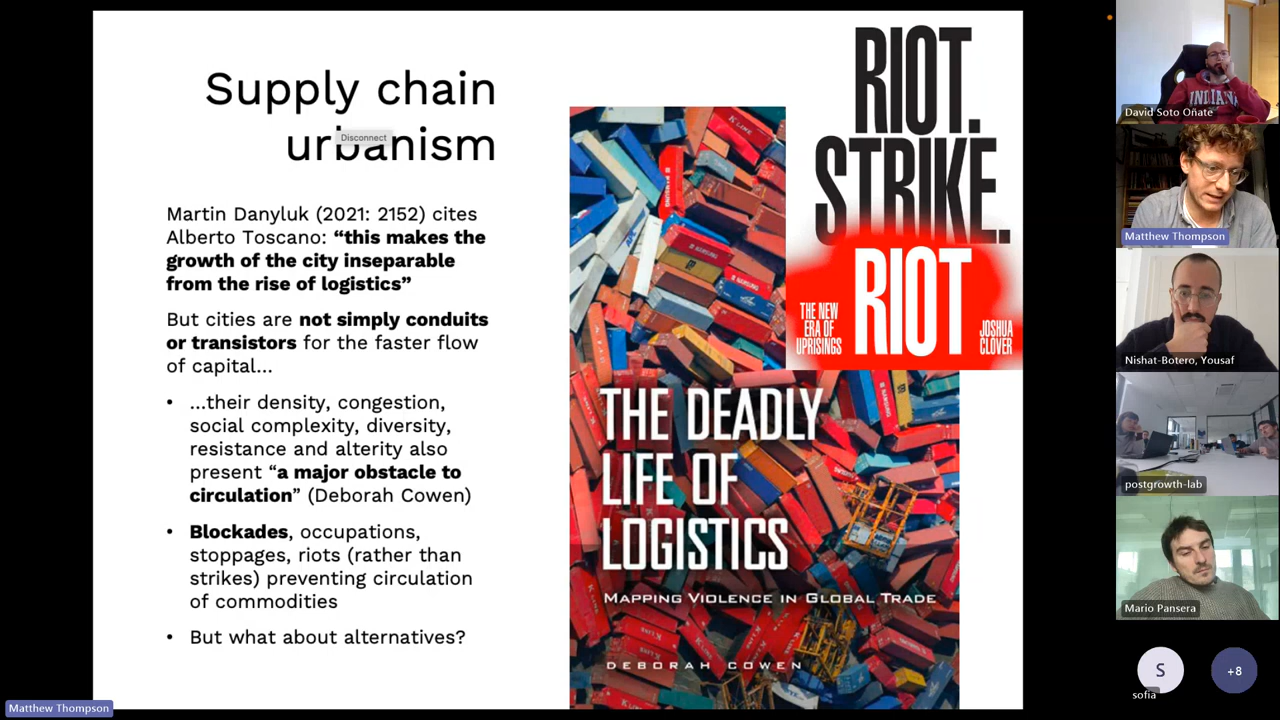 Supply chain
urbanism
Disconnect
Martin Danyluk (2021: 2152) cites
Alberto Toscano: “this makes the
growth of the city inseparable
from the rise of logistics”
But cities are not simply conduits
or transistors for the faster flow
of capital...
• ...their density, congestion,
social complexity, diversity,
resistance and alterity also
present “a major obstacle to
circulation” (Deborah Cowen)
• Blockades, occupations,
stoppages, riots (rather than
strikes) preventing circulation
of commodities
• But what about alternatives?
RIOT.
STRIKE.
RIOT
THE NEW
ERA OF
UPRISINGS
JOSHUA
CLOVER
THE DEADLY
LIFE OF
LOGISTICS
MAPPING VIOLENCE IN GLOBAL TRADE
DEBORAH COWEN
K LINE
INDIANA
David Soto Oñate
Matthew Thompson
Nishat-Botero, Yousaf
postgrowth-lab
Mario Pansera
S
sofia
+8
Matthew Thompson